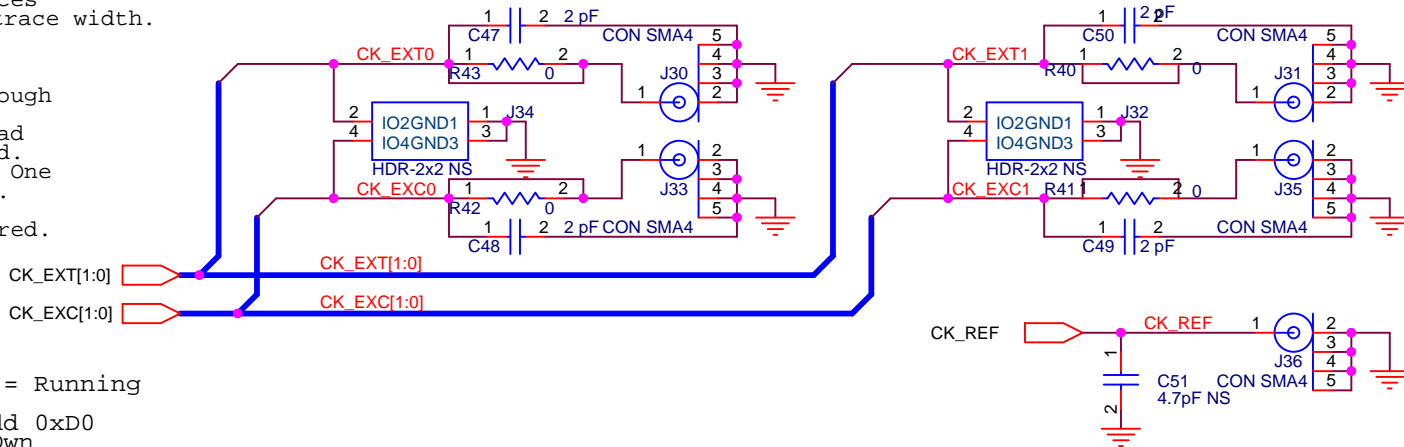 ces
trace width.
ough
ad
d.
One
.
red.
CK_EXT[1:0]
CK_EXC[1:0]
= Running
dd 0xD0
Own
1 2 2 pF
C47 CON SMA4
CK_EXT0 1 2
R43 0
J30
5
4
3
2
1
2 IO2GND1 1 J34
4 IO4GND3 3
HDR-2x2 NS
CK_EXC0 1 2
R42 0
1 2 2 pF CON SMA4
C48
1
J33
2
3
4
5
CK_EXT[1:0]
CK_EXC[1:0]
1 2 2 pF
C50 CON SMA4
CK_EXT1 1 2
R40 0
J31
5
4
3
2
1
2 IO2GND1 1 J32
4 IO4GND3 3
HDR-2x2 NS
CK_EXC1 R41 1 2 0
1 2
C49 2 pF CON SMA4
1
J35
2
3
4
5
CK_REF CK_REF 1
J36
2
3
4
5
CON SMA4
1
C51
4.7pF NS
2